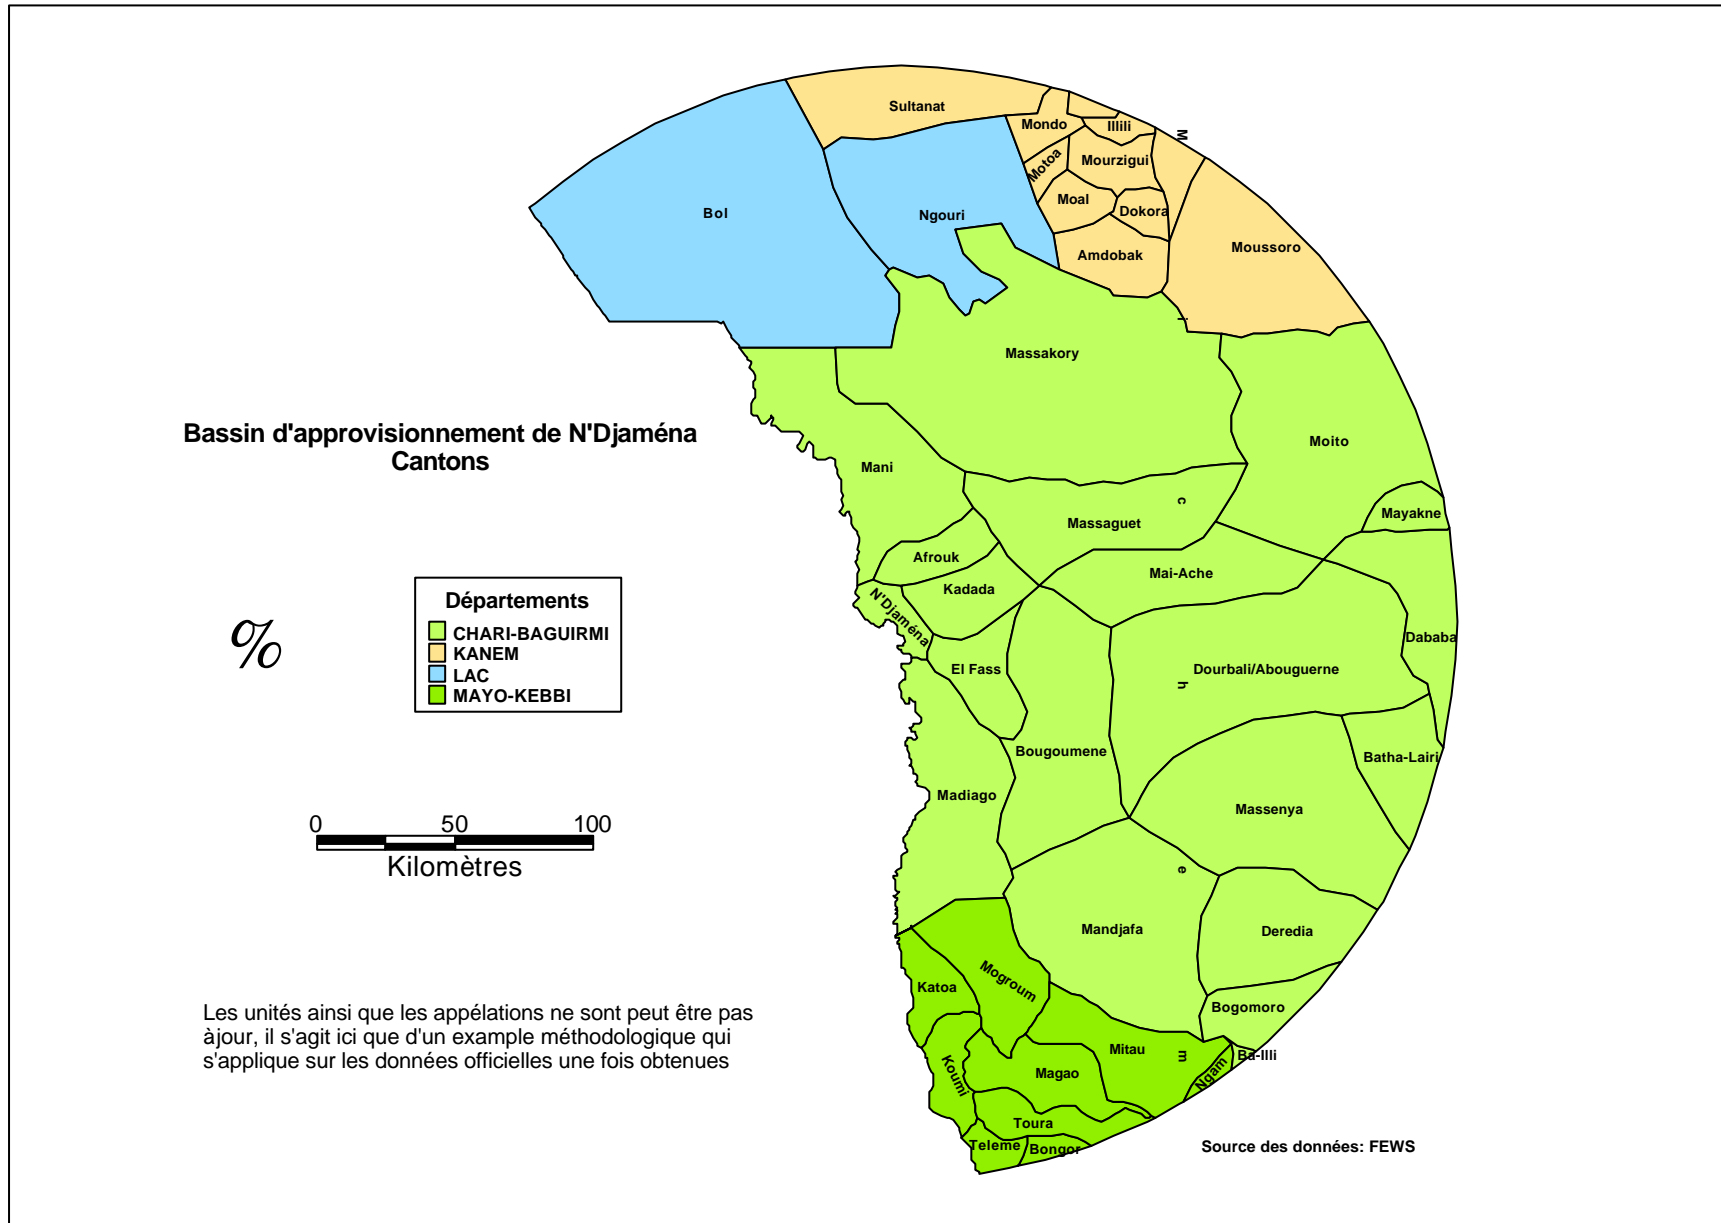 Sultanat
Mondo
Illili
M
Motoa
Mourzigui
Bol
Ngouri
Moal
Dokora
Amdobak
Moussoro
i
Massakory
Bassin d'approvisionnement de N'Djaména
Cantons
Mani
Moito
c
Massaguet
Mayakne
Afrouk
Kadada
Mai-Ache
N'Djaména
Départements
CHARI-BAGUIRMI
KANEM
LAC
MAYO-KEBBI
%
El Fass
Dababa
Dourbali/Abouguerne
h
Bougoumene
Batha-Lairi
Madiago
Massenya
0 50 100
Kilomètres
e
Mandjafa
Deredia
Mogroum
Katoa
Bogomoro
Les unités ainsi que les appélations ne sont peut être pas
àjour, il s'agit ici que d'un example méthodologique qui
s'applique sur les données officielles une fois obtenues
Mitau
m
Ba-Illi
Koumi
Magao
Ngam
Toura
Teleme
Bongor
Source des données: FEWS